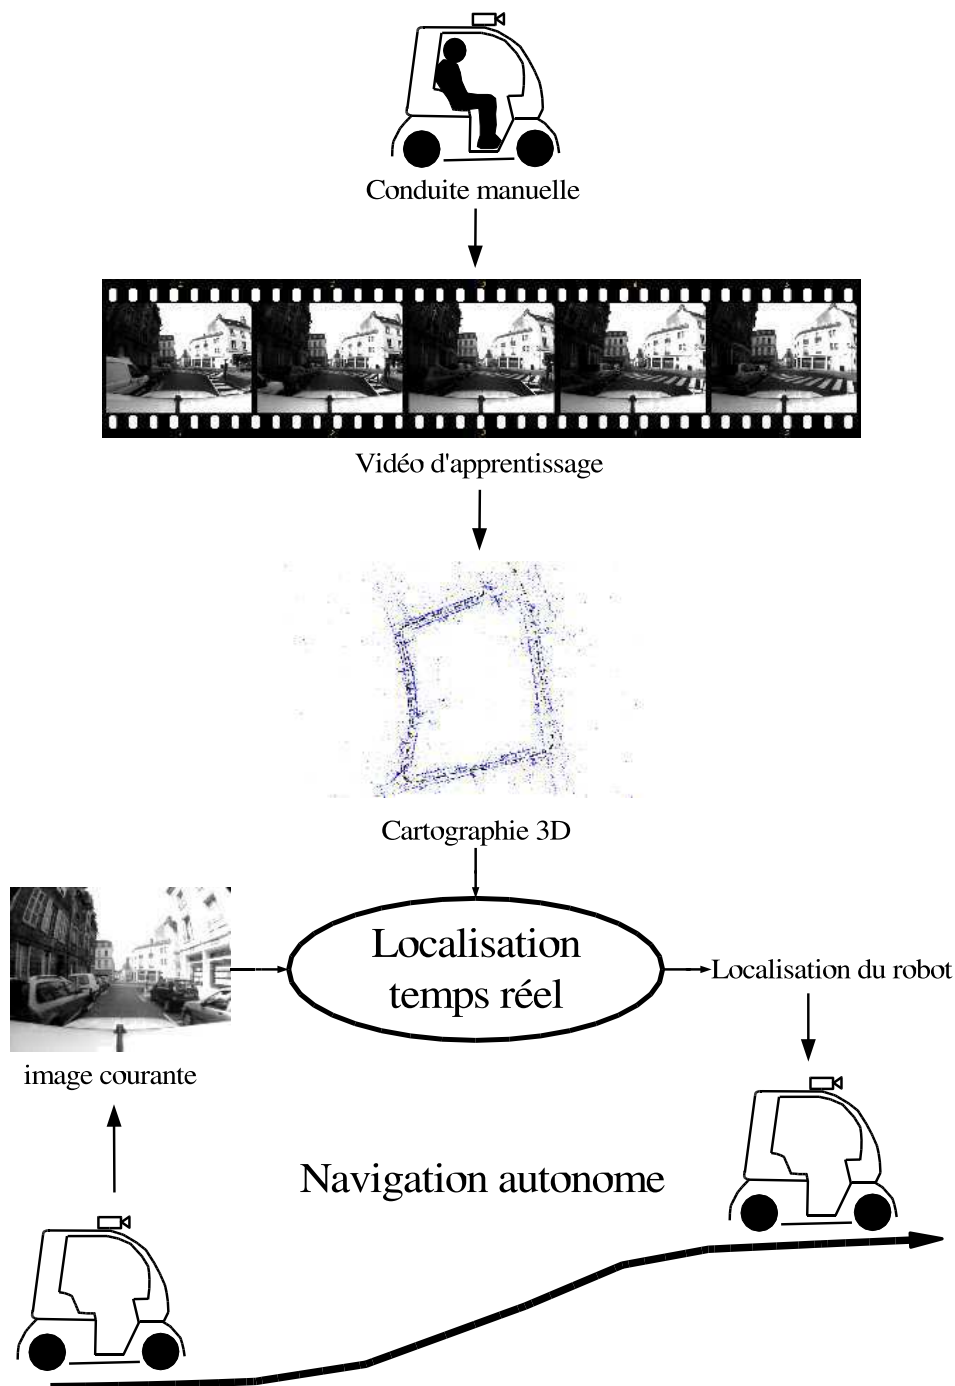 Conduite manuelle
Vidéo d'apprentissage
Cartographie 3D
Localisation
temps réel
Localisation du robot
image courante
Navigation autonome